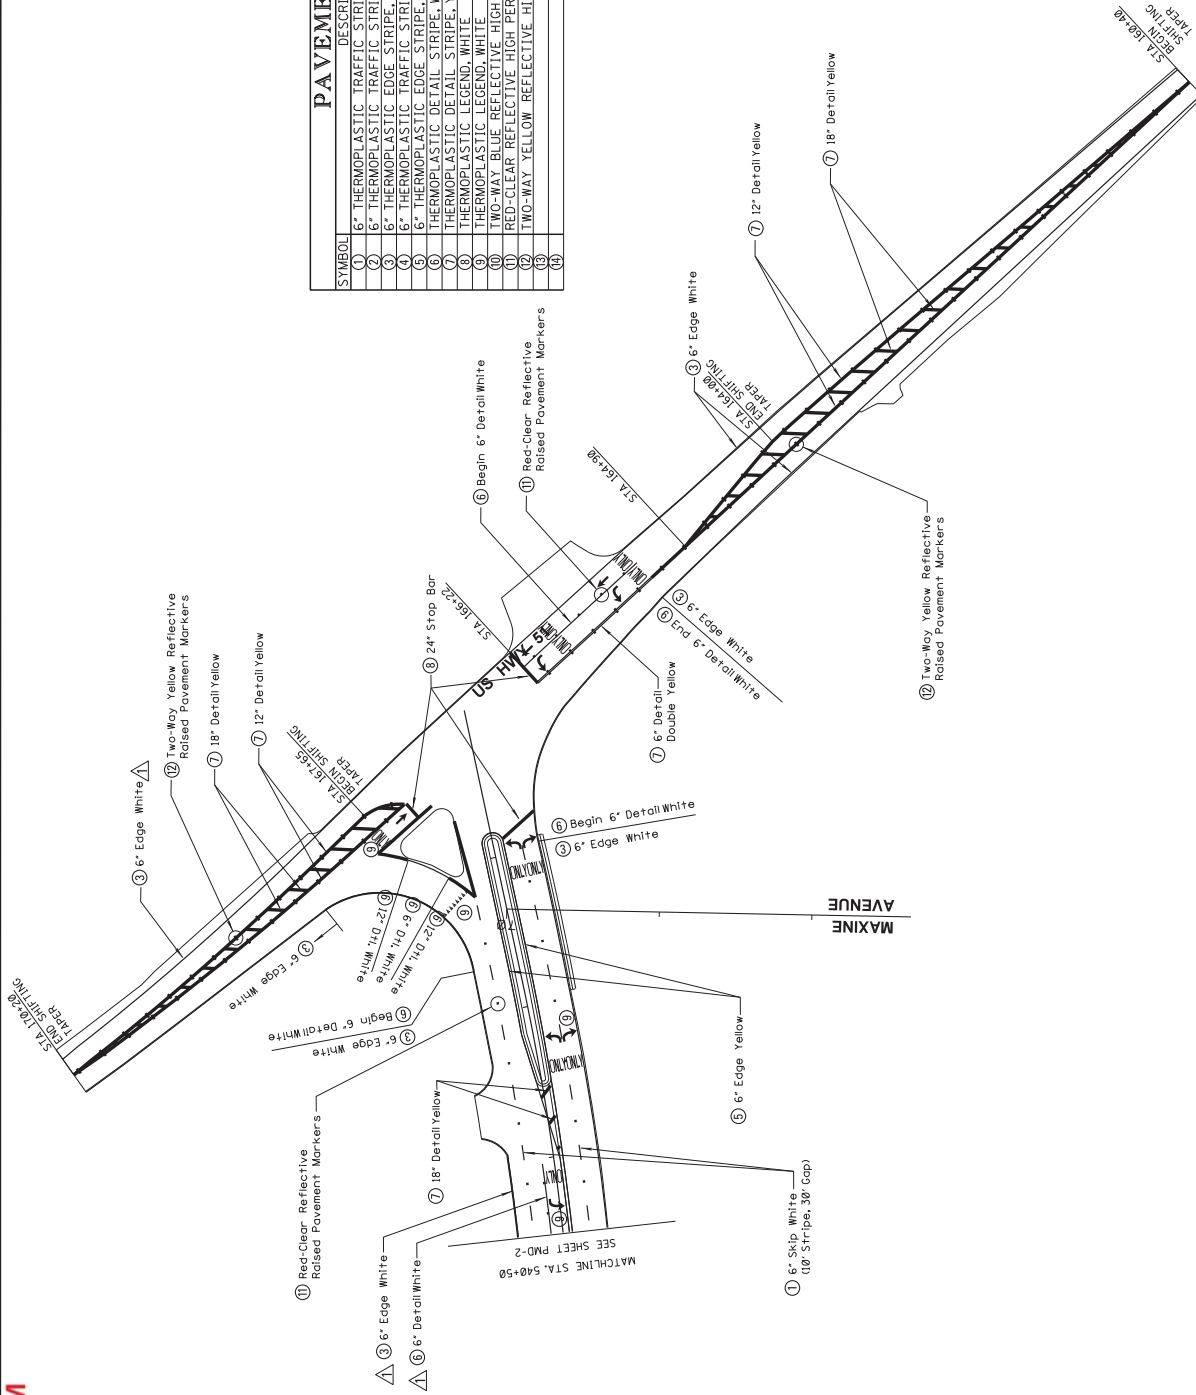 PAVEME
SYMBOL DESCRI
① 6" THERMOPLASTIC TRAFFIC STRI
② 6" THERMOPLASTIC TRAFFIC STRI
③ 6" THERMOPLASTIC EDGE STRIPE,
④ 6" THERMOPLASTIC TRAFFIC STRI
⑤ 6" THERMOPLASTIC EDGE STRIPE,
⑥ THERMOPLASTIC DETAIL STRIPE, W
⑦ THERMOPLASTIC DETAIL STRIPE, Y
⑧ THERMOPLASTIC LEGEND, WHITE
⑨ THERMOPLASTIC LEGEND, WHITE
⑩ TWO-WAY BLUE REFLECTIVE HIGH
⑪ RED-CLEAR REFLECTIVE HIGH PER
⑫ TWO-WAY YELLOW REFLECTIVE HI
⑬
⑭
STA 160+40
BEGIN
SHIFTING
TAPER
⑦ 18" Detail Yellow
⑦ 12" Detail Yellow
③ 6" Edge White
STA 164+00
END SHIFTING
TAPER
STA 164+90
⑪ Red-Clear Reflective
Raised Pavement Markers
⑥ Begin 6" Detail White
⑫ Two-Way Yellow Reflective
Raised Pavement Markers
ONLY
ONLY
③ 6" Edge White
⑥ End 6" Detail White
⑦ 6" Detail
Double Yellow
STA 166+22
US HWY 5
⑧ 24" Stop Bar
⑫ Two-Way Yellow Reflective
Raised Pavement Markers
⑦ 18" Detail Yellow
⑦ 12" Detail Yellow
STA 167+65
BEGIN SHIFTING
TAPER
③ 6" Edge White 1
STA 170+20
END SHIFTING
TAPER
ONLY
⑨
③ 6" Edge White
⑥ 12" Dtl. White
⑥ 6" Dtl. White
⑥ 12" Dtl. White
⑨
⑥ Begin 6" Detail White
③ 6" Edge White
⑥ Begin 6" Detail White
③ 6" Edge White
ONLY ONLY
70
MAXINE
AVENUE
⑪ Red-Clear Reflective
Raised Pavement Markers
⑦ 18" Detail Yellow
⑨
ONLY ONLY
⑤ 6" Edge Yellow
1 ③ 6" Edge White
1 ⑥ 6" Detail White
ONLY
⑨
MATCHLINE STA. 540+50
SEE SHEET PMD-2
① 6" Skip White
(10' Stripe, 30' Gap)